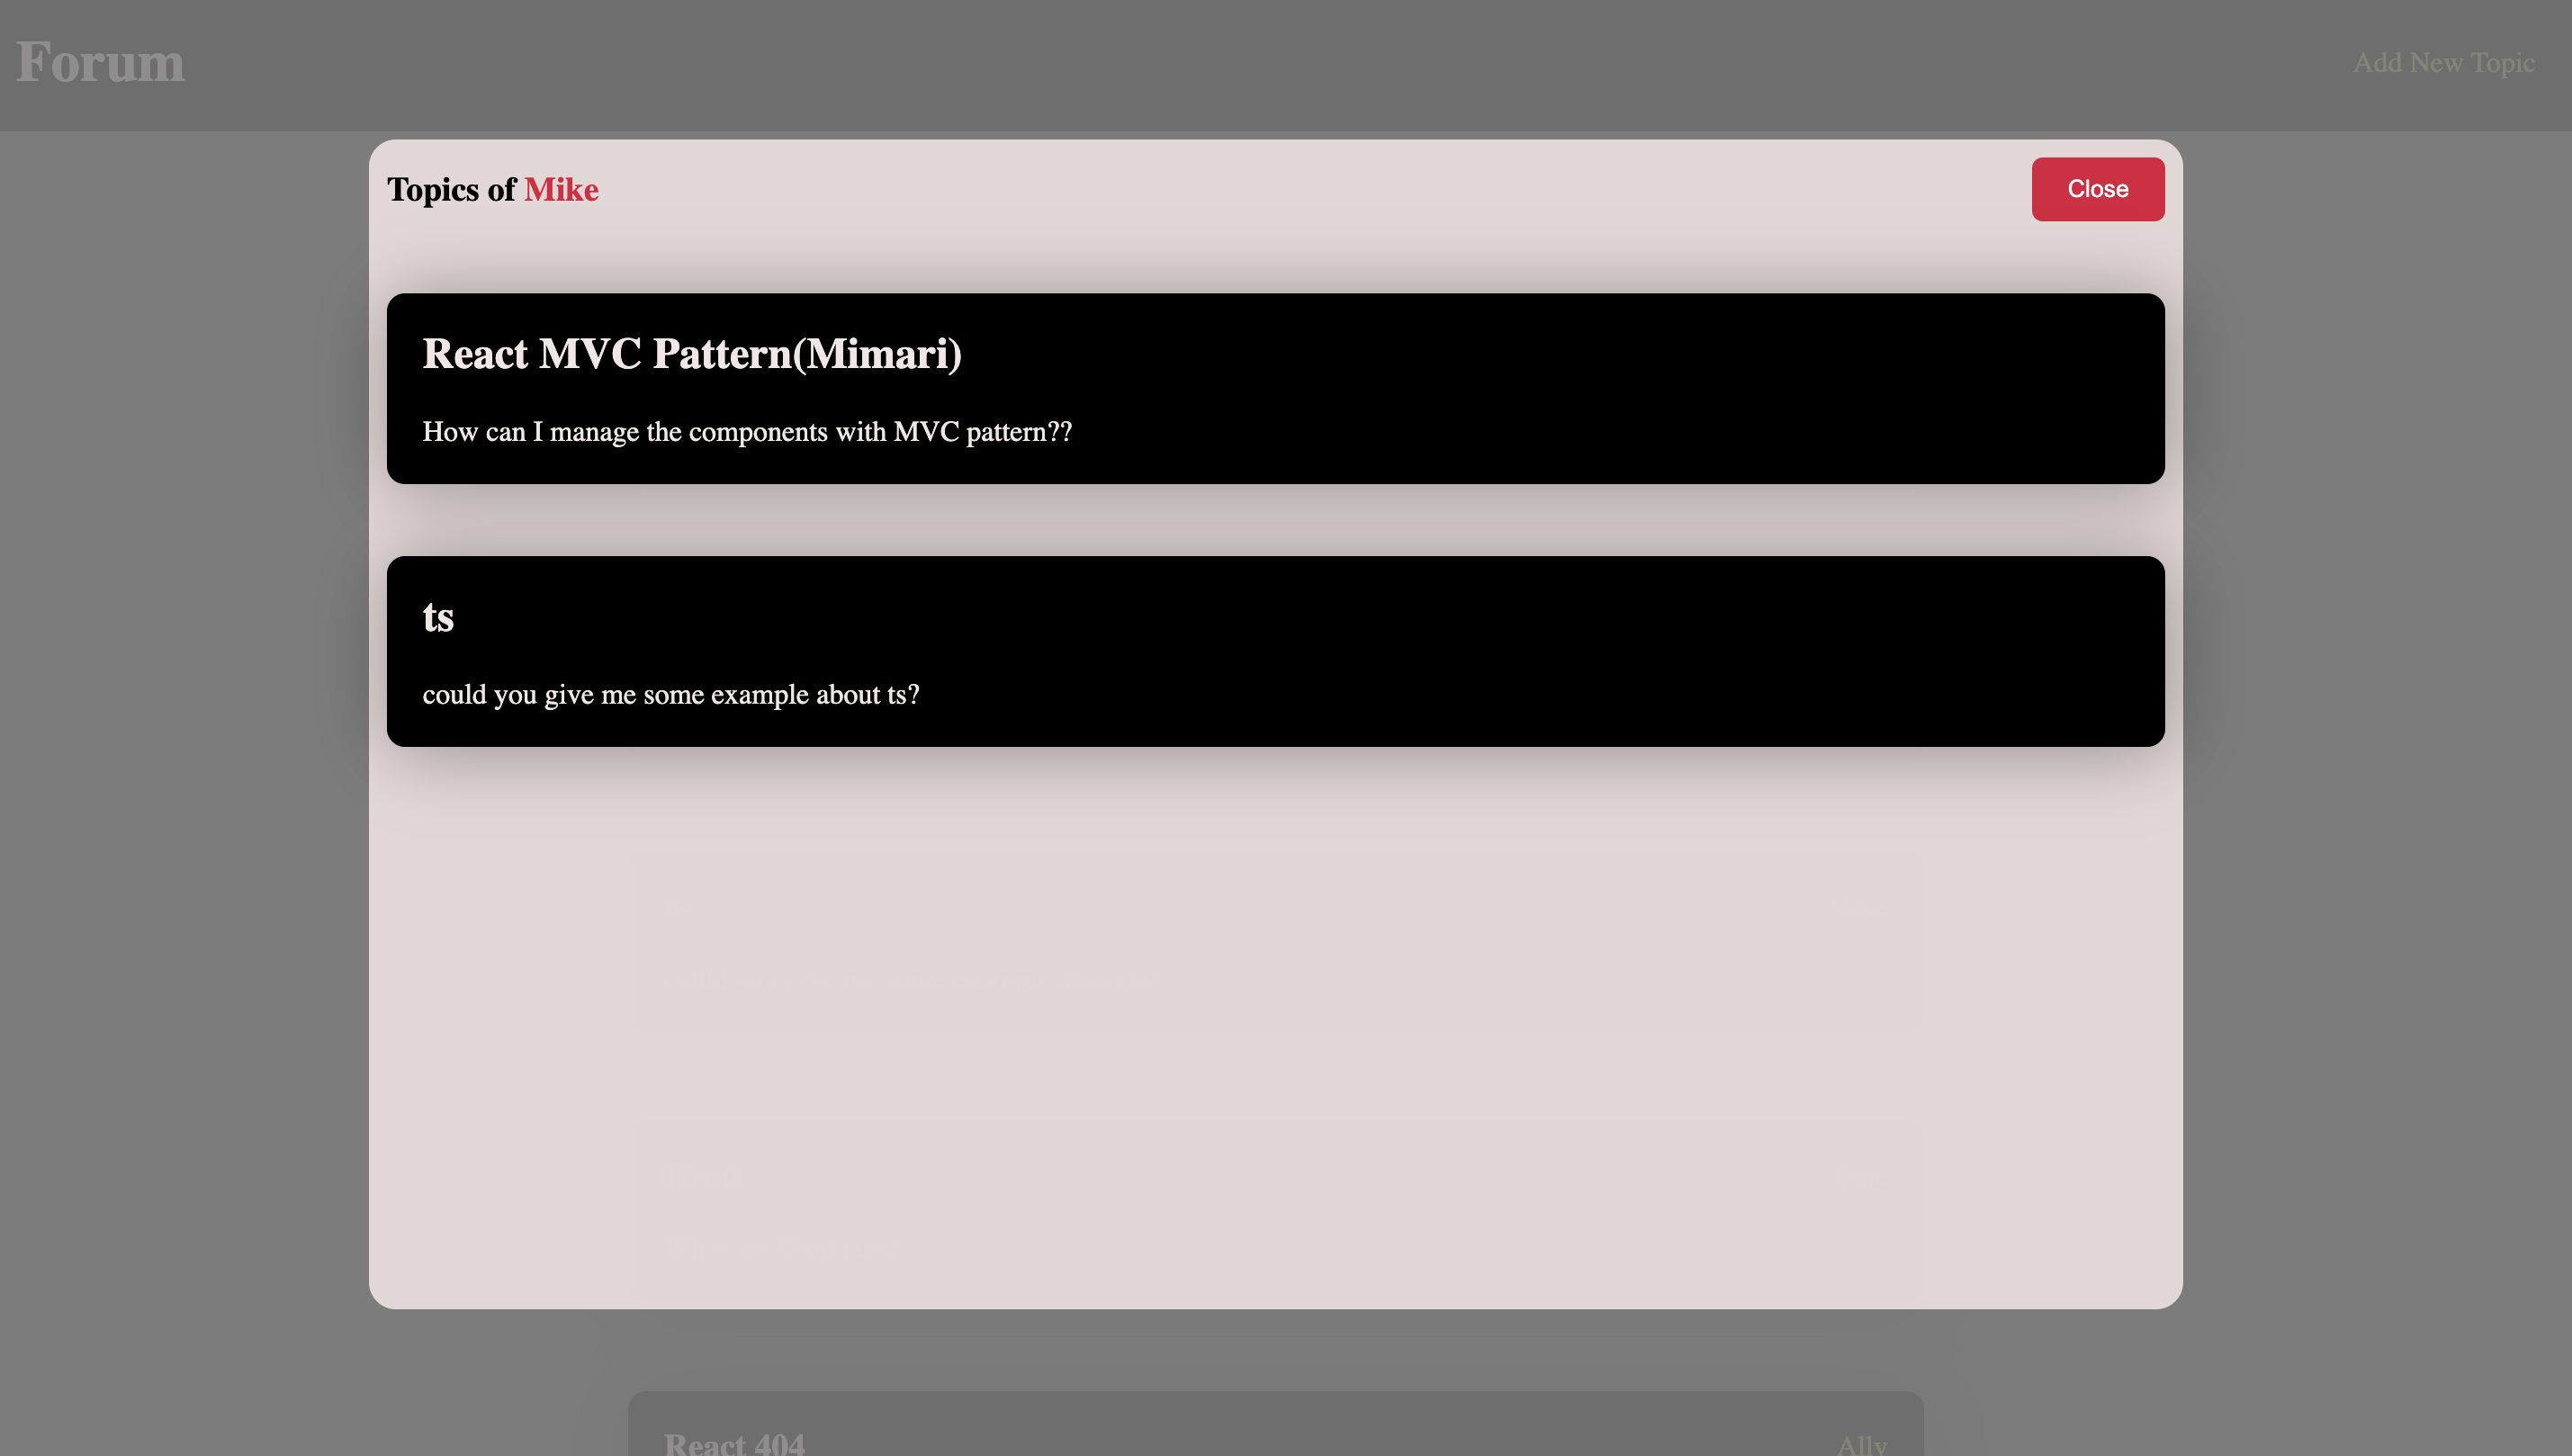 Forum
Add New Topic
Topics of Mike
Close
React MVC Pattern(Mimari)
How can I manage the components with MVC pattern??
ts
could you give me some example about ts?
React 404
Ally